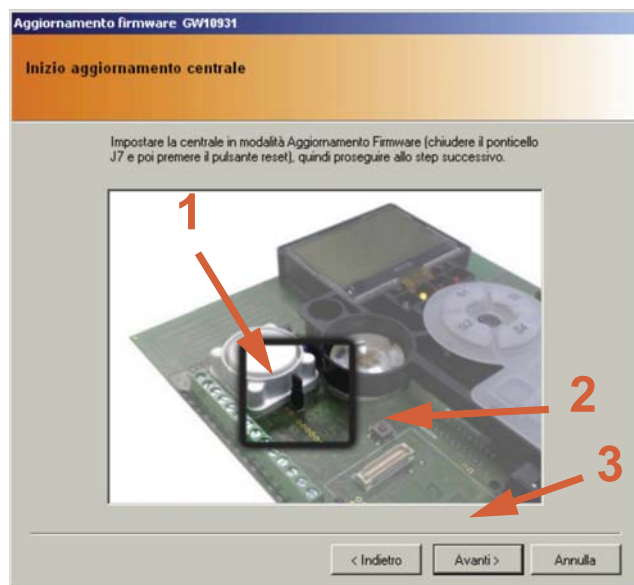 Aggiornamento firmware GW10931
Inizio aggiornamento centrale
Impostare la centrale in modalità Aggiornamento Firmware (chiudere il ponticello
J7 e poi premere il pulsante reset), quindi proseguire allo step successivo.
1
2
3
< Indietro
Avanti >
Annulla